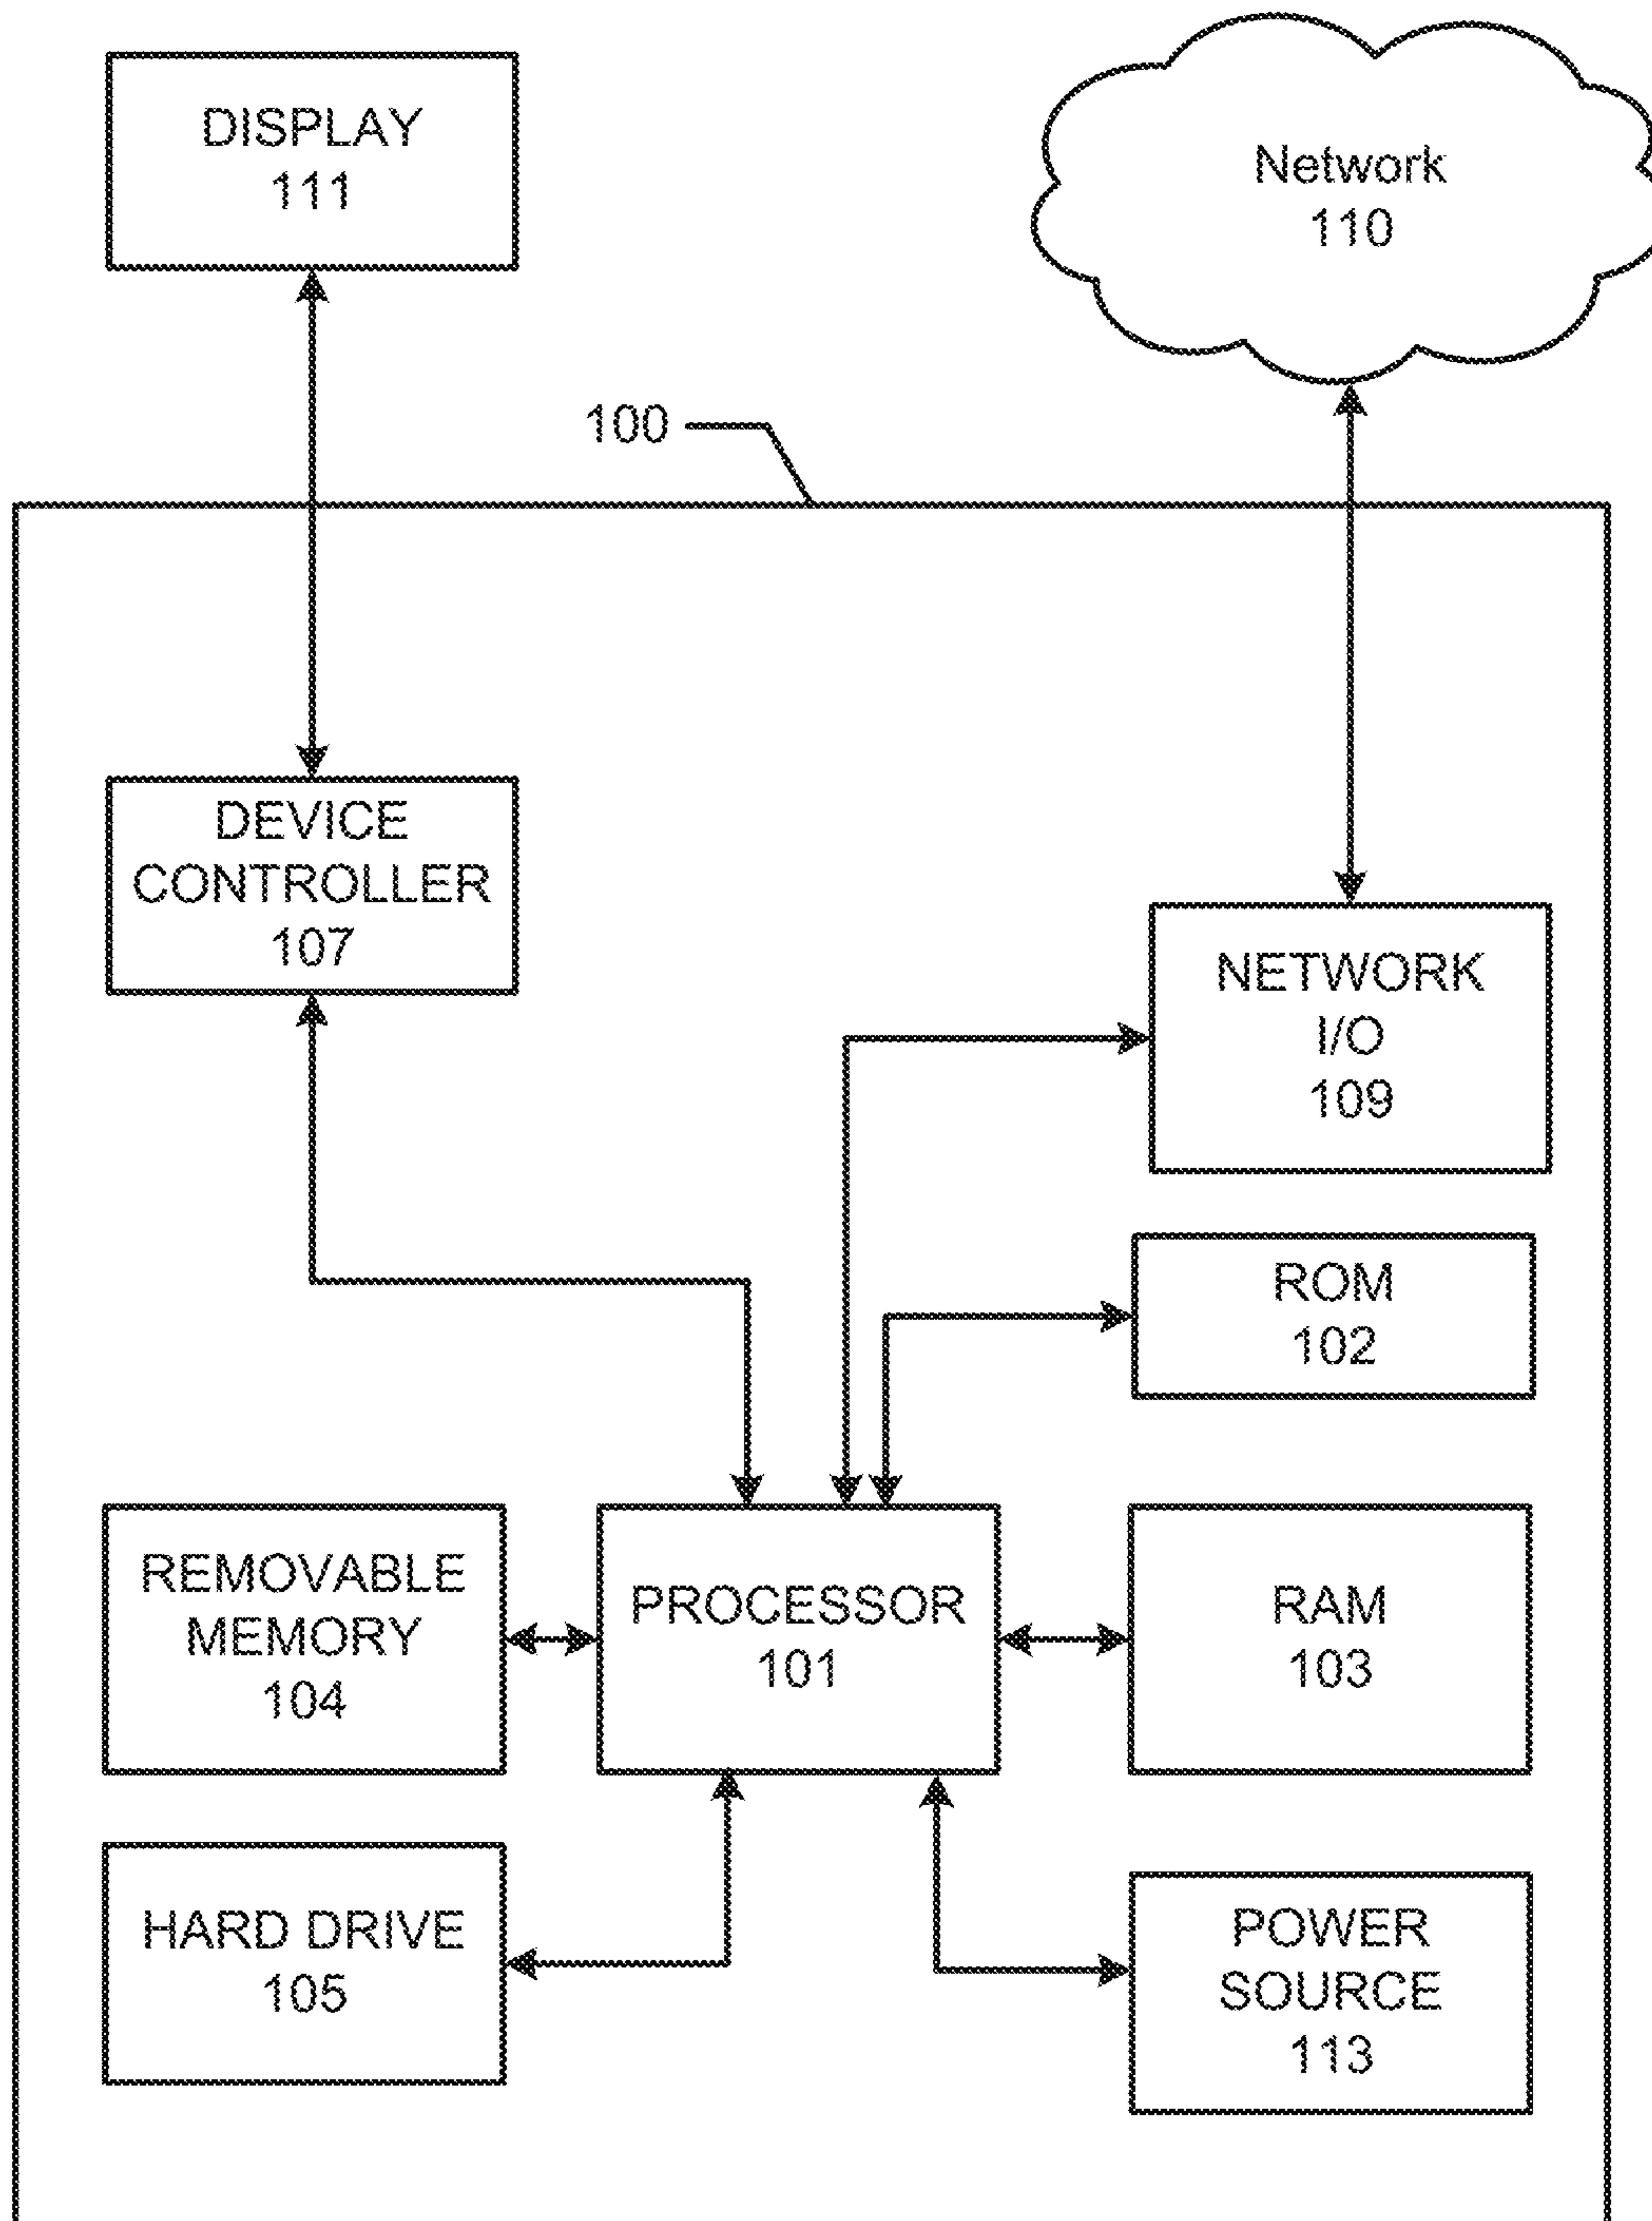 DISPLAY
111
Network
110
100
DEVICE
CONTROLLER
107
NETWORK
I/O
109
ROM
102
REMOVABLE
MEMORY
104
PROCESSOR
101
RAM
103
HARD DRIVE
105
POWER
SOURCE
113